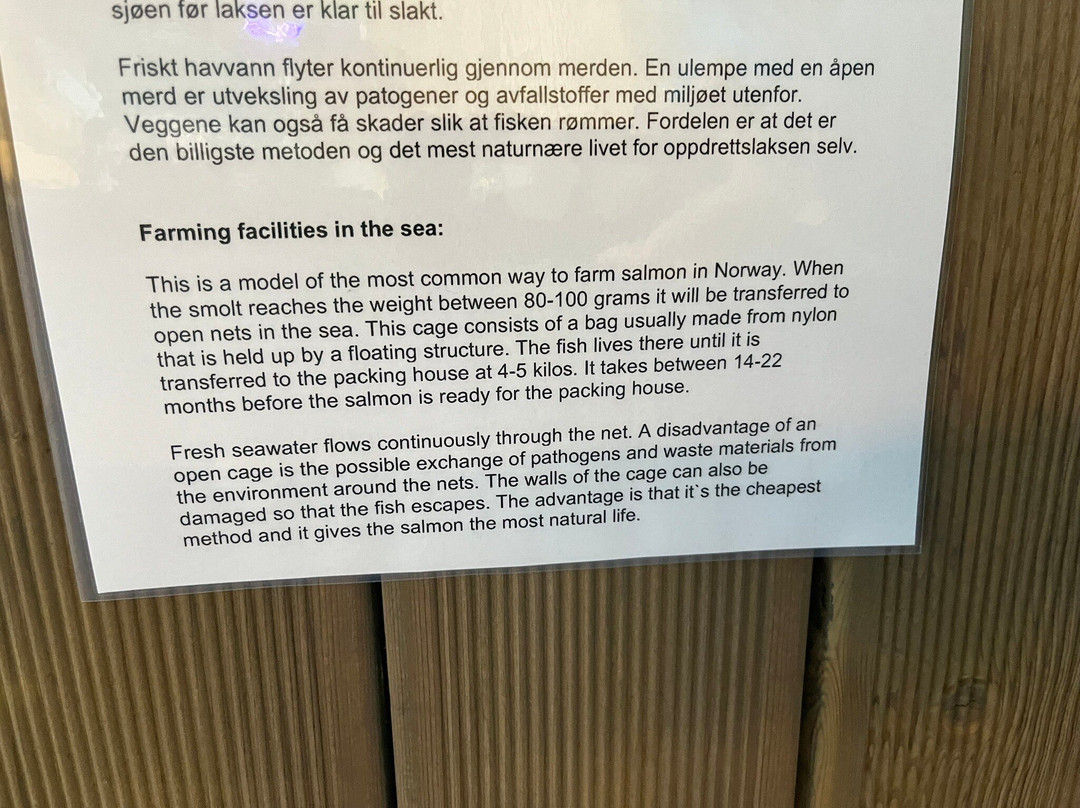 sjøen før laksen er klar til slakt.
Friskt havvann flyter kontinuerlig gjennom merden. En ulempe med en åpen
merd er utveksling av patogener og avfallstoffer med miljøet utenfor.
Veggene kan også få skader slik at fisken rømmer. Fordelen er at det er
den billigste metoden og det mest naturnære livet for oppdrettslaksen selv.
Farming facilities in the sea:
This is a model of the most common way to farm salmon in Norway. When
the smolt reaches the weight between 80-100 grams it will be transferred to
open nets in the sea. This cage consists of a bag usually made from nylon
that is held up by a floating structure. The fish lives there until it is
transferred to the packing house at 4-5 kilos. It takes between 14-22
months before the salmon is ready for the packing house.
Fresh seawater flows continuously through the net. A disadvantage of an
open cage is the possible exchange of pathogens and waste materials from
the environment around the nets. The walls of the cage can also be
damaged so that the fish escapes. The advantage is that it`s the cheapest
method and it gives the salmon the most natural life.